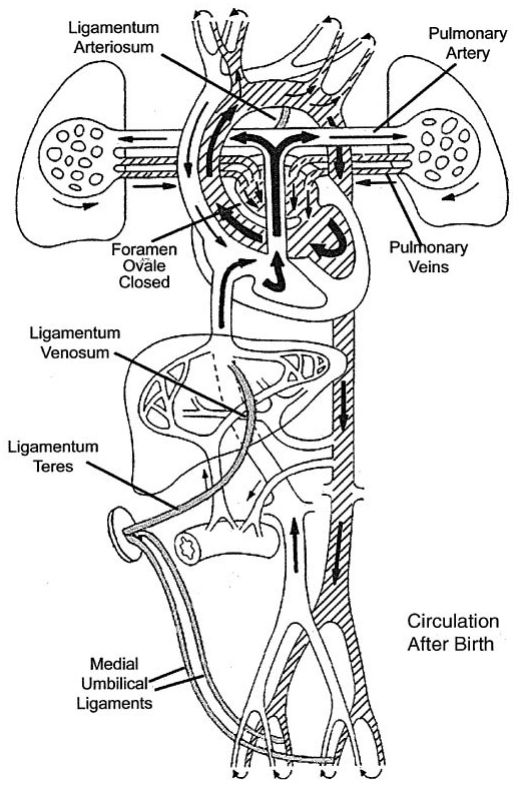 Ligamentum
Arteriosum
Pulmonary
Artery
Foramen
Ovale
Closed
Pulmonary
Veins
Ligamentum
Venosum
Ligamentum
Teres
Circulation
After Birth
Medial
Umbilical
Ligaments